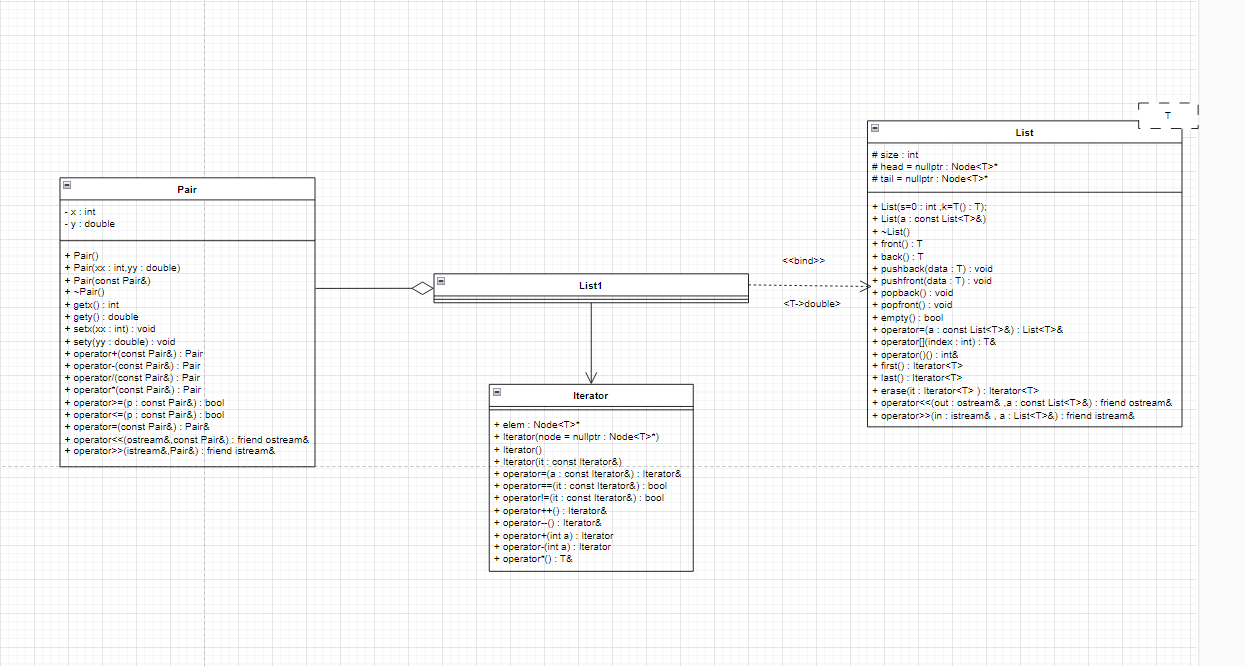 Pair
- x : int
- y : double
+ Pair()
+ Pair(xx : int,yy : double)
+ Pair(const Pair&)
+ ~Pair()
+ getx() : int
+ gety() : double
+ setx(xx : int) : void
+ sety(yy : double) : void
+ operator+(const Pair&) : Pair
+ operator-(const Pair&) : Pair
+ operator/(const Pair&) : Pair
+ operator*(const Pair&) : Pair
+ operator>=(p : const Pair&) : bool
+ operator<=(p : const Pair&) : bool
+ operator=(const Pair&) : Pair&
+ operator<<(ostream&,const Pair&) : friend ostream&
+ operator>>(istream&,Pair&) : friend istream&
List1
<<bind>>
<T->double>
Iterator
+ elem : Node<T>*
+ Iterator(node = nullptr : Node<T>*)
+ Iterator()
+ Iterator(it : const Iterator&)
+ operator=(a : const Iterator&) : Iterator&
+ operator==(it : const Iterator&) : bool
+ operator!=(it : const Iterator&) : bool
+ operator++() : Iterator&
+ operator--() : Iterator&
+ operator+(int a) : Iterator
+ operator-(int a) : Iterator
+ operator*() : T&
T
List
# size : int
# head = nullptr : Node<T>*
# tail = nullptr : Node<T>*
+ List(s=0 : int ,k=T() : T);
+ List(a : const List<T>&)
+ ~List()
+ front() : T
+ back() : T
+ pushback(data : T) : void
+ pushfront(data : T) : void
+ popback() : void
+ popfront() : void
+ empty() : bool
+ operator=(a : const List<T>&) : List<T>&
+ operator[](index : int) : T&
+ operator()() : int&
+ first() : Iterator<T>
+ last() : Iterator<T>
+ erase(it : Iterator<T> ) : Iterator<T>
+ operator<<(out : ostream& ,a : const List<T>&) : friend ostream&
+ operator>>(in : istream& , a : List<T>&) : friend istream&